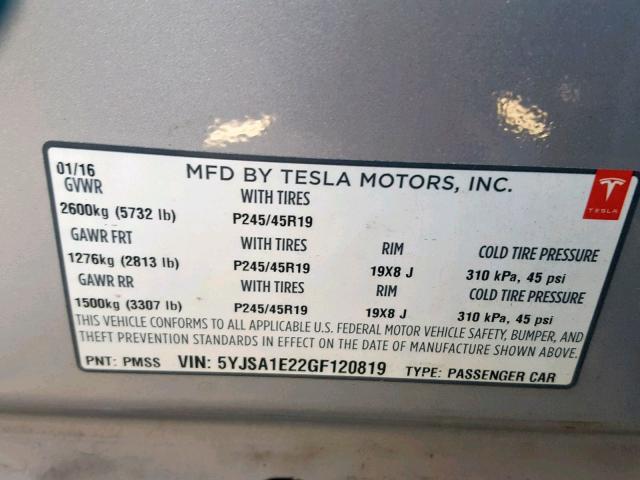 01/16 MFD BY TESLA MOTORS, INC.
GVWR WITH TIRES
2600kg (5732 lb) P245/45R19
TESLA
GAWR FRT WITH TIRES RIM COLD TIRE PRESSURE
1276kg (2813 lb) P245/45R19 19X8 J 310 kPa, 45 psi
GAWR RR WITH TIRES RIM COLD TIRE PRESSURE
1500kg (3307 lb) P245/45R19 19X8 J 310 kPa, 45 psi
THIS VEHICLE CONFORMS TO ALL APPLICABLE U.S. FEDERAL MOTOR VEHICLE SAFETY, BUMPER, AND
THEFT PREVENTION STANDARDS IN EFFECT ON THE DATE OF MANUFACTURE SHOWN ABOVE.
PNT: PMSS VIN: 5YJSA1E22GF120819 TYPE: PASSENGER CAR